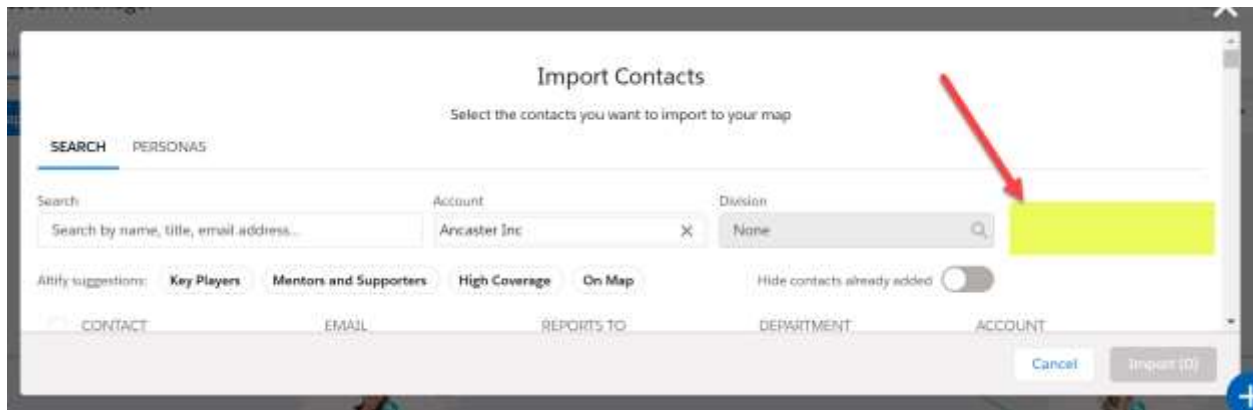 Import Contacts
Select the contacts you want to import to your map
SEARCH PERSONAS
Search Account Division
Search by name, title, email address... Ancaster Inc None
Altify suggestions: Key Players Mentors and Supporters High Coverage On Map Hide contacts already added
CONTACT EMAIL REPORTS TO DEPARTMENT ACCOUNT
Cancel Import (0)